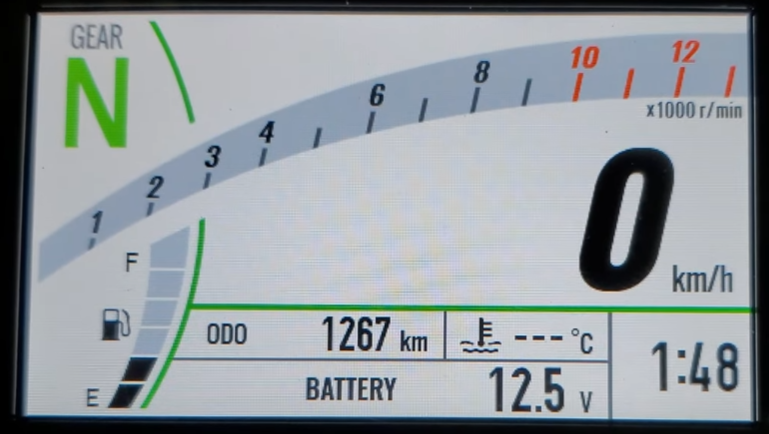 GEAR
N
1 2 3 4 6 8 10 12
x1000 r/min
0 km/h
F
E
ODO 1267 km
--- °C
BATTERY 12.5 V
1:48